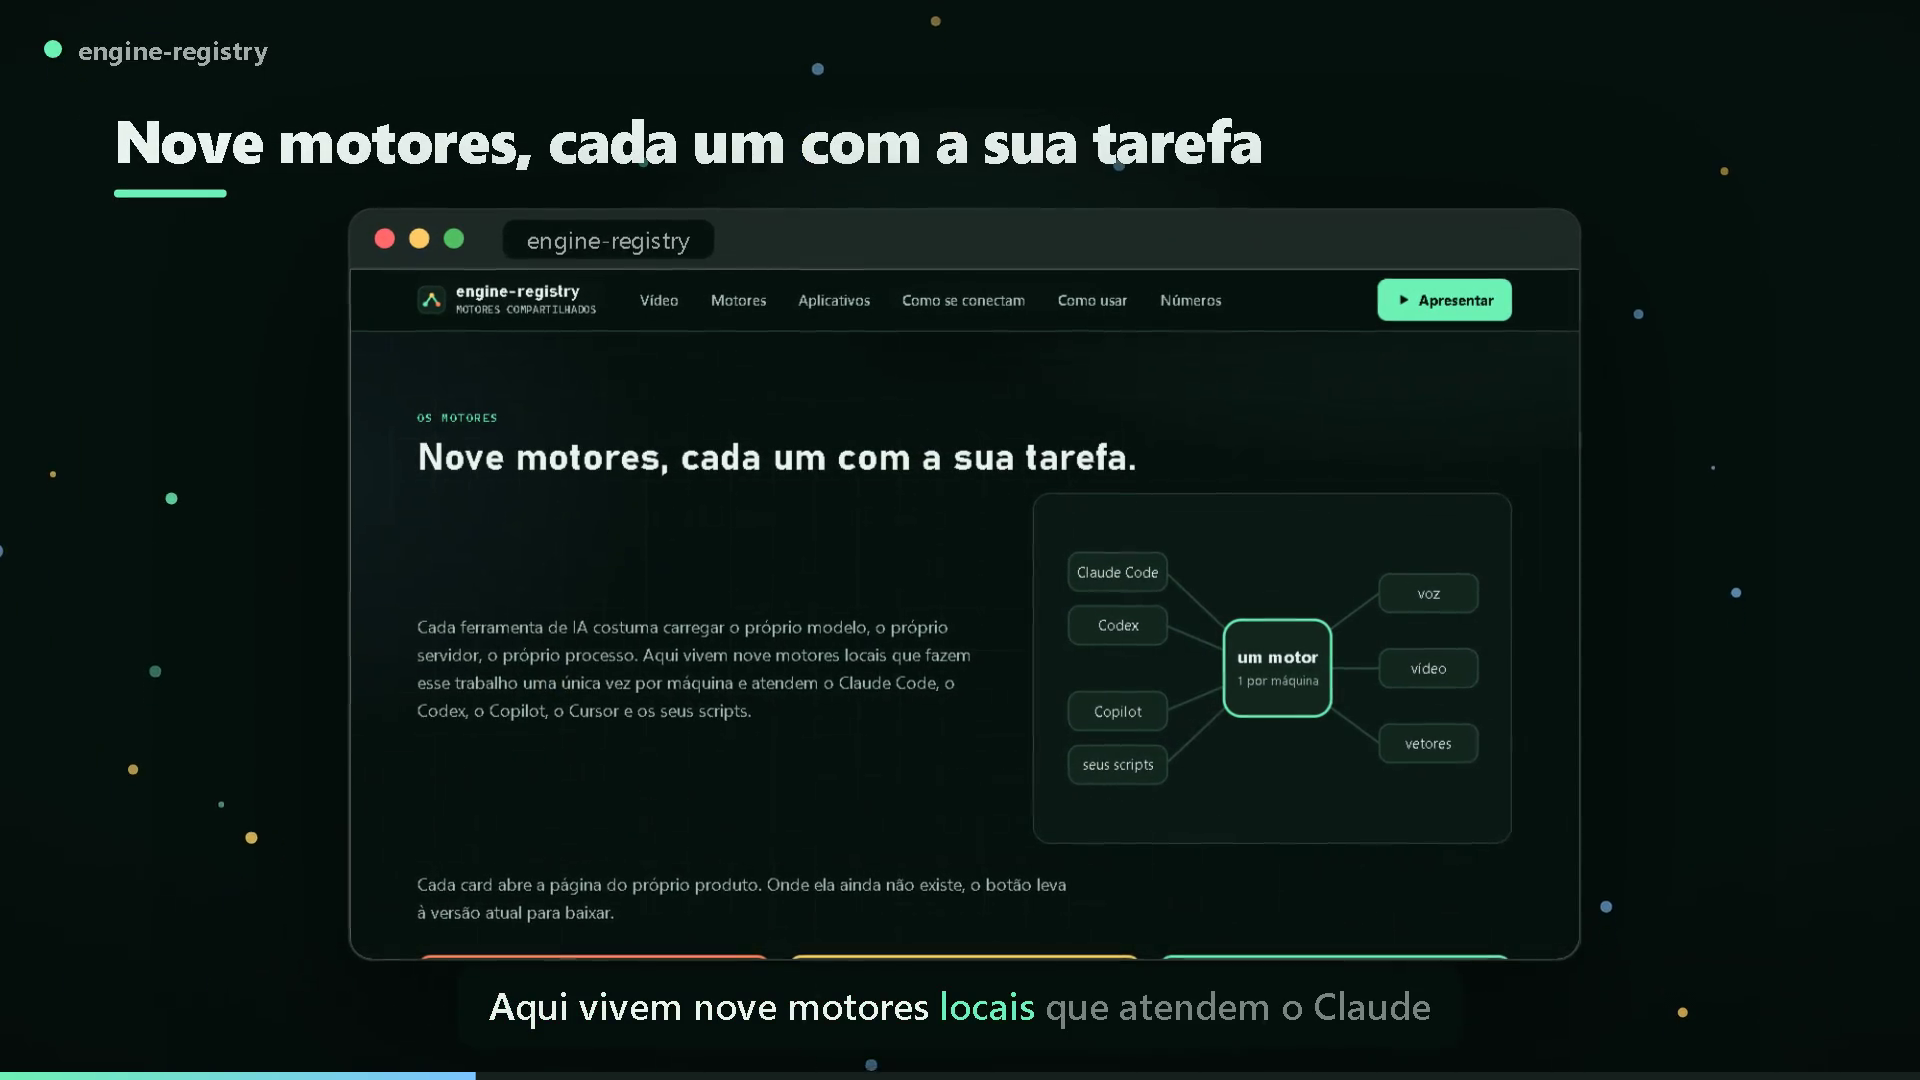 engine-registry
Nove motores, cada um com a sua tarefa
engine-registry
engine-registry
MOTORES COMPARTILHADOS
Vídeo
Motores
Aplicativos
Como se conectam
Como usar
Números
Apresentar
OS MOTORES
Nove motores, cada um com a sua tarefa.
Cada ferramenta de IA costuma carregar o próprio modelo, o próprio
servidor, o próprio processo. Aqui vivem nove motores locais que fazem
esse trabalho uma única vez por máquina e atendem o Claude Code, o
Codex, o Copilot, o Cursor e os seus scripts.
Claude Code
Codex
Copilot
seus scripts
um motor
1 por máquina
voz
vídeo
vetores
Cada card abre a página do próprio produto. Onde ela ainda não existe, o botão leva
à versão atual para baixar.
Aqui vivem nove motores locais que atendem o Claude